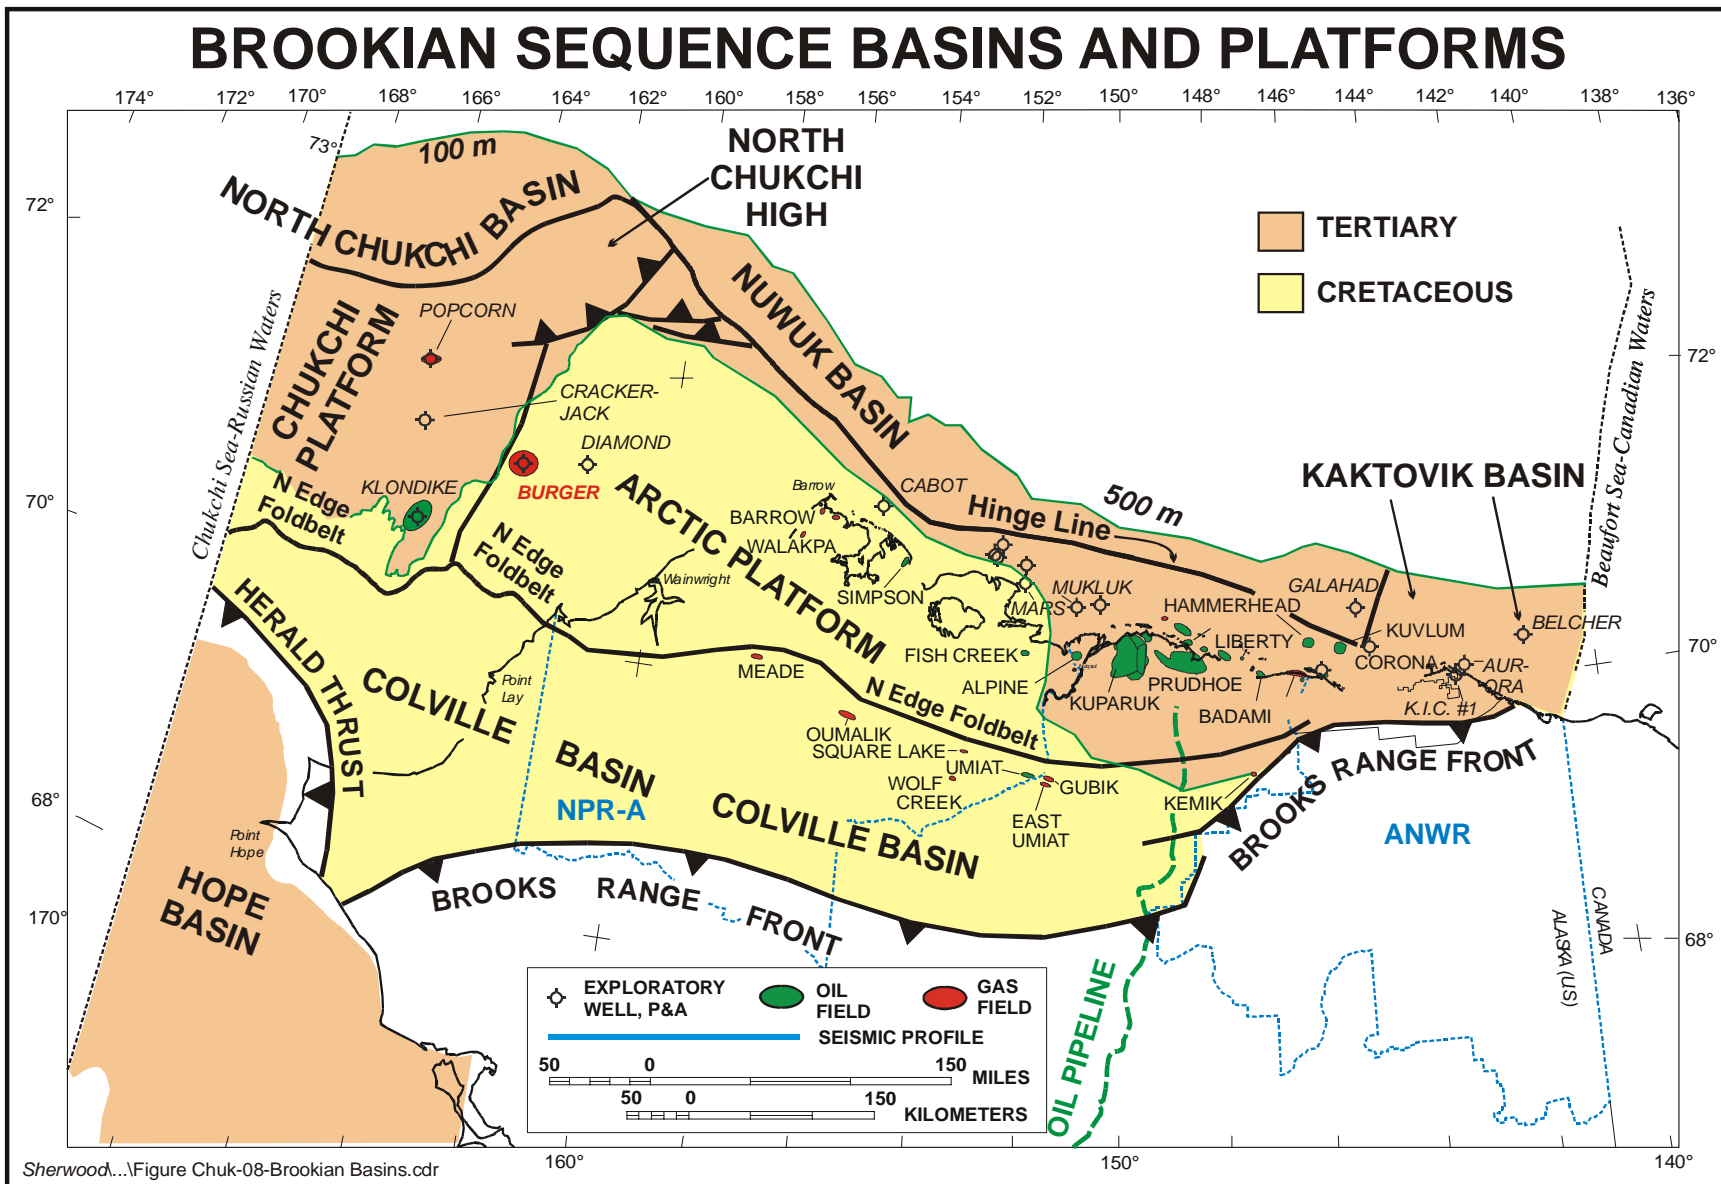 BROOKIAN SEQUENCE BASINS AND PLATFORMS
174° 172° 170° 168° 166° 164° 162° 160° 158° 156° 154° 152° 150° 148° 146° 144° 142° 140° 138° 136°
73°
100 m
NORTH
CHUKCHI
HIGH
NORTH CHUKCHI BASIN
72°
TERTIARY
CRETACEOUS
NUWUK BASIN
Chukchi Sea-Russian Waters
Beaufort Sea-Canadian Waters
CHUKCHI
PLATFORM
POPCORN
72°
CRACKER-
JACK
DIAMOND
BURGER
KLONDIKE
N Edge
Foldbelt
70°
ARCTIC PLATFORM
Barrow
BARROW
WALAKPA
SIMPSON
CABOT
Hinge Line
500 m
KAKTOVIK BASIN
N Edge
Foldbelt
Wainwright
MARS
MUKLUK
HAMMERHEAD
GALAHAD
LIBERTY
KUVLUM
BELCHER
70°
CORONA
AUR-
ORA
K.I.C. #1
FISH CREEK
ALPINE
KUPARUK
PRUDHOE
BADAMI
HERALD THRUST
Point
Lay
MEADE
N Edge Foldbelt
COLVILLE
BASIN
OUMALIK
SQUARE LAKE
UMIAT
WOLF
CREEK
GUBIK
EAST
UMIAT
KEMIK
BROOKS RANGE FRONT
68°
NPR-A
COLVILLE BASIN
ANWR
Point
Hope
HOPE
BASIN
BROOKS RANGE FRONT
170°
CANADA
ALASKA (US)
68°
OIL PIPELINE
EXPLORATORY
WELL, P&A
OIL
FIELD
GAS
FIELD
SEISMIC PROFILE
50 0 150
MILES
50 0 150
KILOMETERS
160° 150° 140°
Sherwood\...\Figure Chuk-08-Brookian Basins.cdr